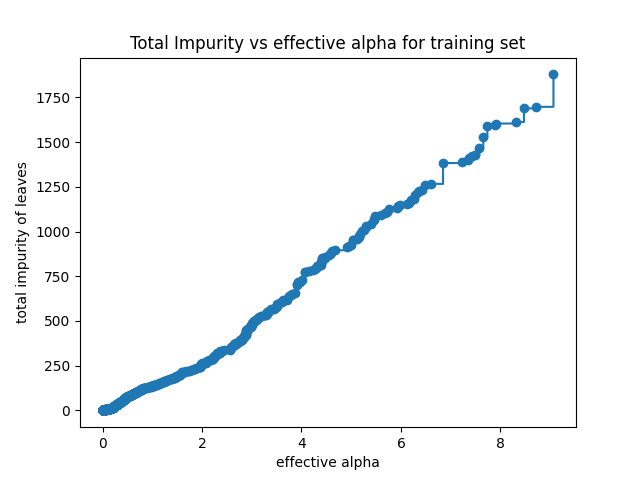 Total Impurity vs effective alpha for training set
total impurity of leaves
1750
1500
1250
1000
750
500
250
0
0 2 4 6 8
effective alpha